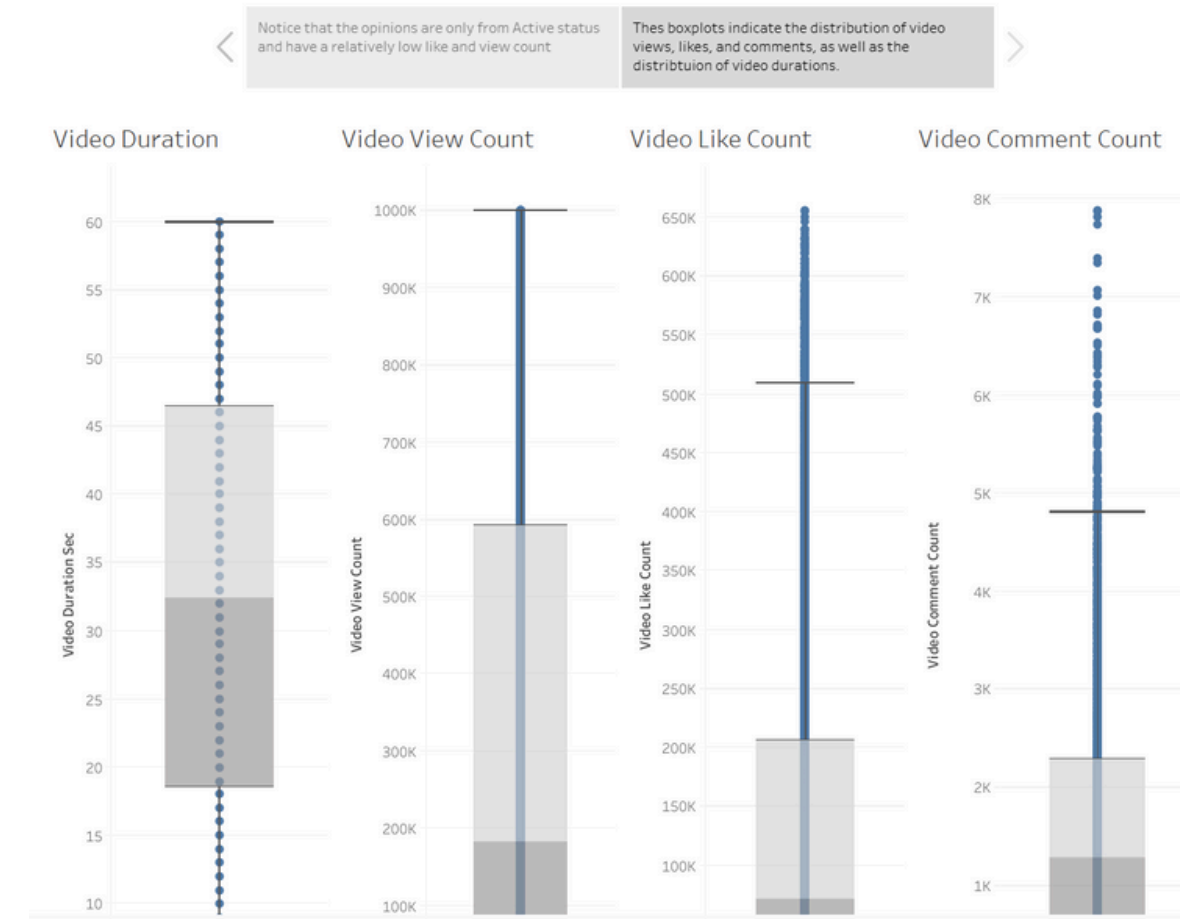 Notice that the opinions are only from Active status
and have a relatively low like and view count
Thes boxplots indicate the distribution of video
views, likes, and comments, as well as the
distribtuion of video durations.
Video Duration
Video View Count
Video Like Count
Video Comment Count
Video Duration Sec
60
55
50
45
40
35
30
25
20
15
10
Video View Count
1000K
900K
800K
700K
600K
500K
400K
300K
200K
100K
Video Like Count
650K
600K
550K
500K
450K
400K
350K
300K
250K
200K
150K
100K
Video Comment Count
8K
7K
6K
5K
4K
3K
2K
1K